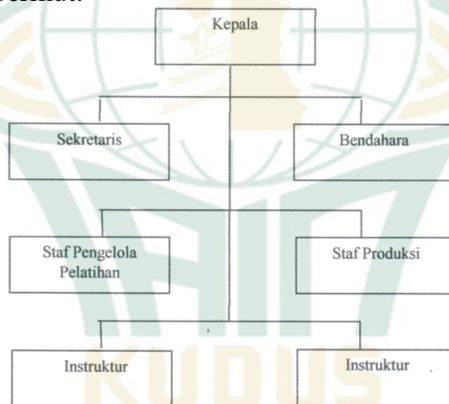 Kepala
Sekretaris
Bendahara
Staf Pengelola
Pelatihan
Staf Produksi
Instruktur
Instruktur
KUDUS